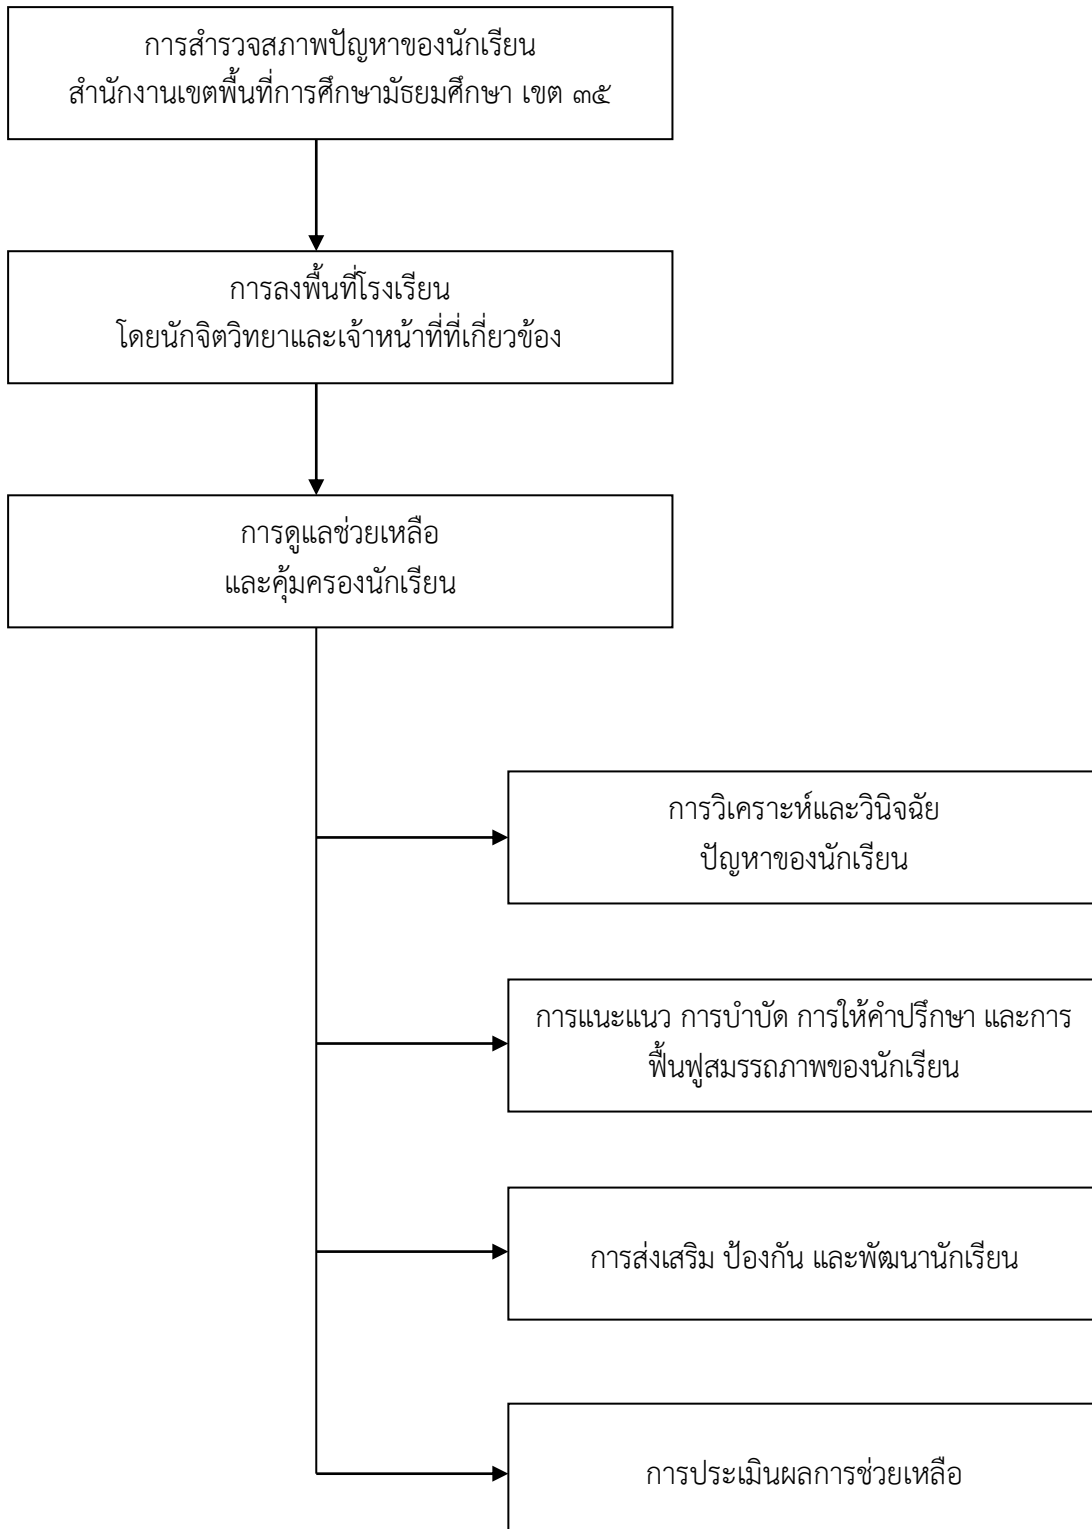 การสำรวจสภาพปัญหาของนักเรียน
สำนักงานเขตพื้นที่การศึกษามัธยมศึกษา เขต ๓๕
การลงพื้นที่โรงเรียน
โดยนักจิตวิทยาและเจ้าหน้าที่ที่เกี่ยวข้อง
การดูแลช่วยเหลือ
และคุ้มครองนักเรียน
การวิเคราะห์และวินิจฉัย
ปัญหาของนักเรียน
การแนะแนว การบำบัด การให้คำปรึกษา และการ
ฟื้นฟูสมรรถภาพของนักเรียน
การส่งเสริม ป้องกัน และพัฒนานักเรียน
การประเมินผลการช่วยเหลือ